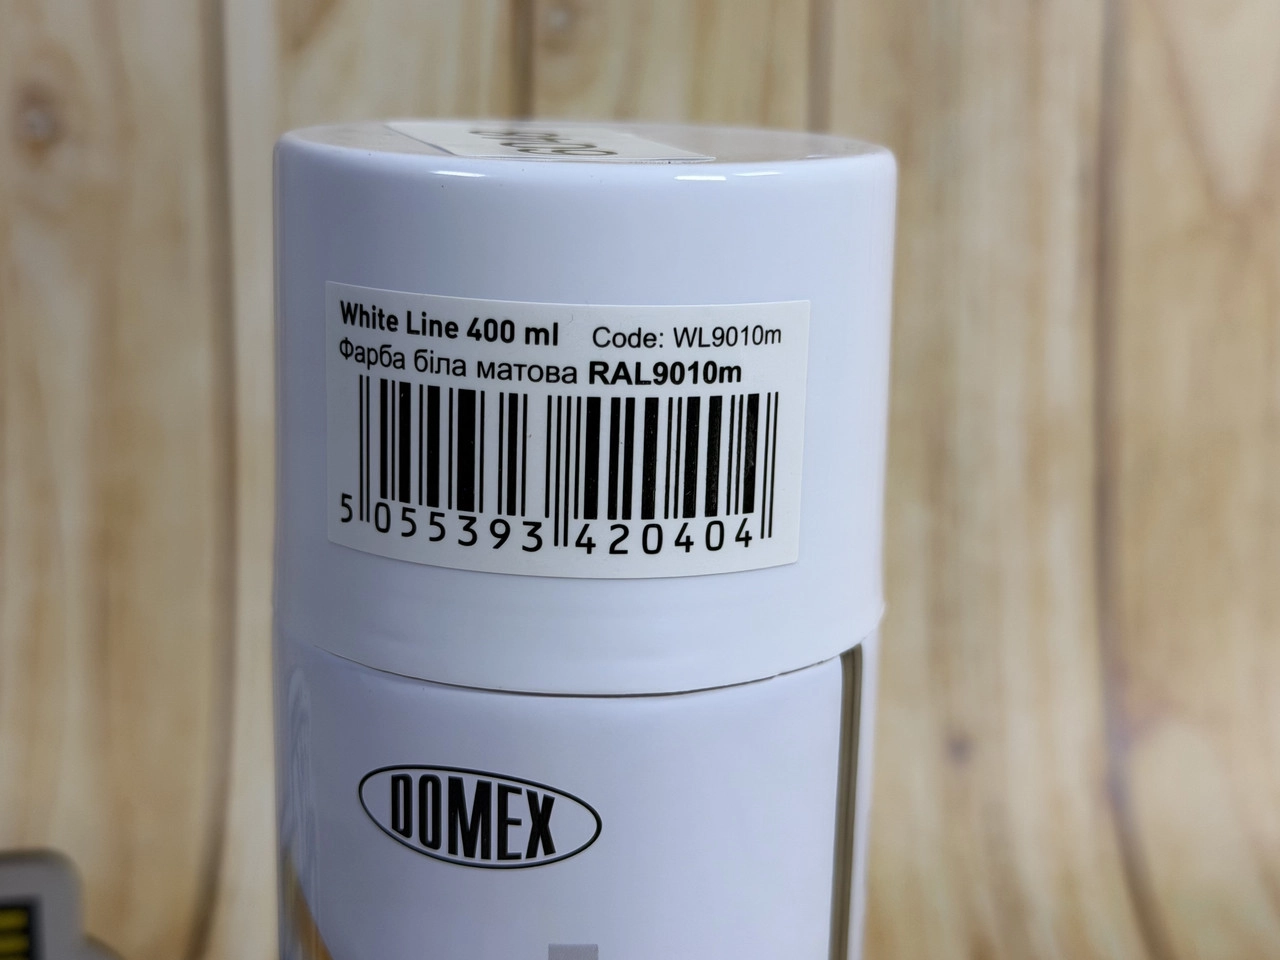 White Line 400 ml Code: WL9010m
Фарба біла матова RAL9010m
5 055393 420404
DOMEX